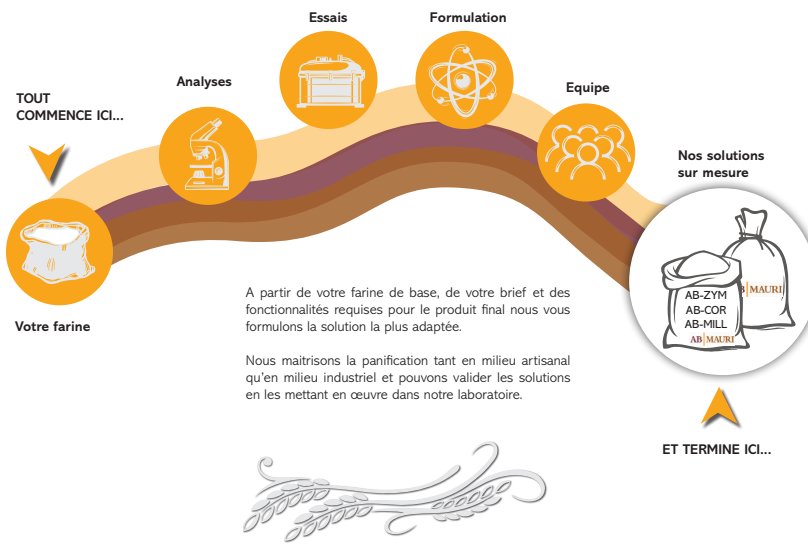 Essais
Formulation
Analyses
Equipe
TOUT
COMMENCE ICI...
Nos solutions
sur mesure
Votre farine
A partir de votre farine de base, de votre brief et des
fonctionnalités requises pour le produit final nous vous
formulons la solution la plus adaptée.
Nous maitrisons la panification tant en milieu artisanal
qu'en milieu industriel et pouvons valider les solutions
en les mettant en œuvre dans notre laboratoire.
B MAURI
AB-ZYM
AB-COR
AB-MILL
AB MAURI
ET TERMINE ICI...